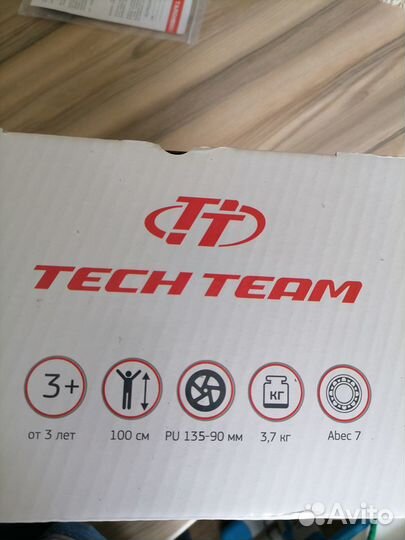 TECH TEAM
3+
кг
от 3 лет 100 см PU 135-90 мм 3,7 кг Abec 7
Avito